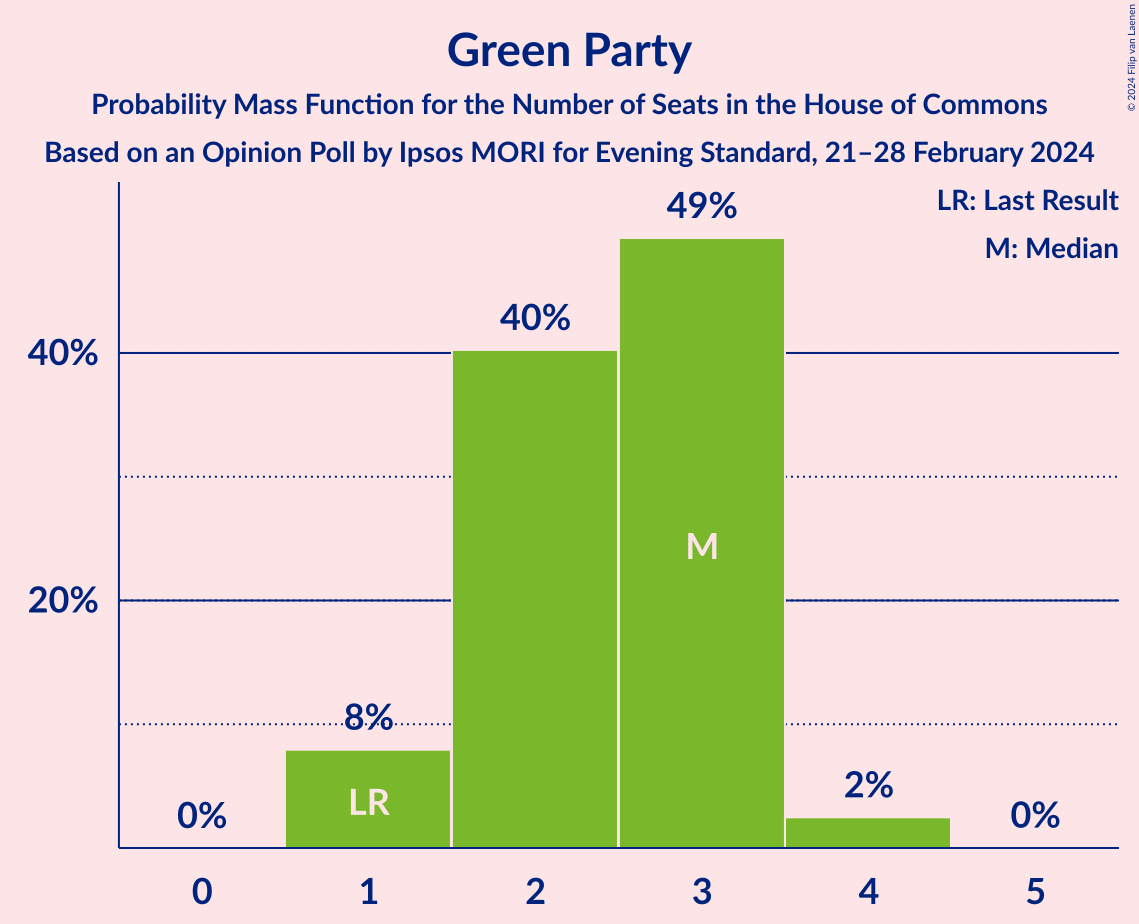 Green Party
Probability Mass Function for the Number of Seats in the House of Commons
Based on an Opinion Poll by Ipsos MORI for Evening Standard, 21–28 February 2024
© 2024 Filip van Laenen
LR: Last Result
M: Median
49%
40%
40%
M
20%
8%
LR
2%
0%
0%
0
1
2
3
4
5